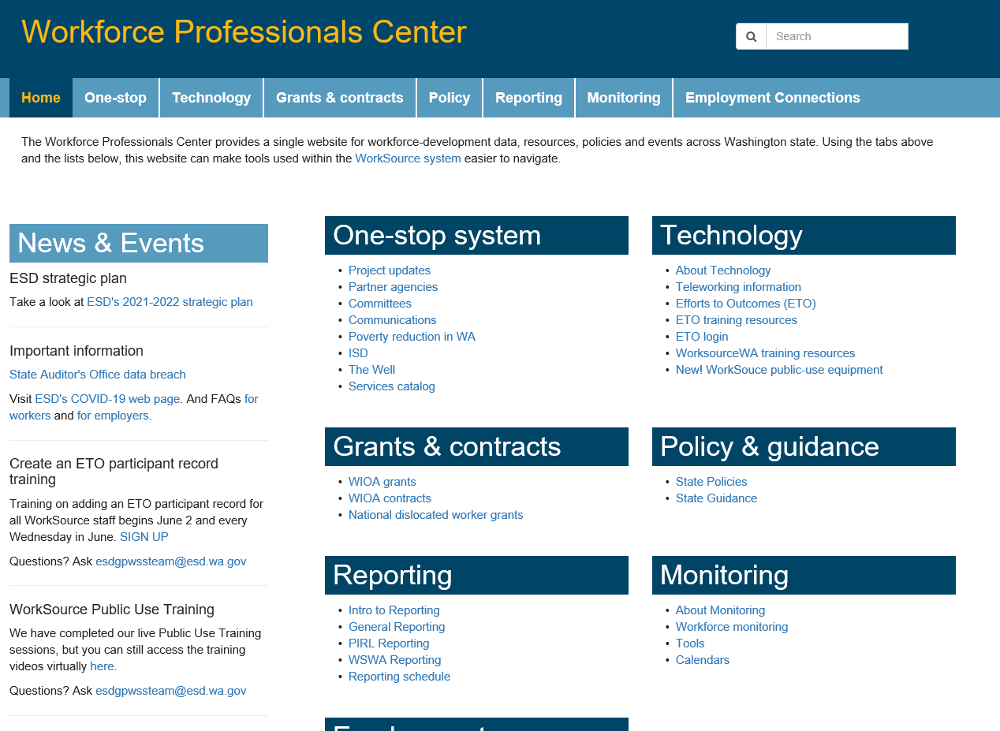 Workforce Professionals Center
Search
Home
One-stop
Technology
Grants & contracts
Policy
Reporting
Monitoring
Employment Connections
The Workforce Professionals Center provides a single website for workforce-development data, resources, policies and events across Washington state. Using the tabs above
and the lists below, this website can make tools used within the WorkSource system easier to navigate.
News & Events
ESD strategic plan
Take a look at ESD's 2021-2022 strategic plan
Important information
State Auditor's Office data breach
Visit ESD's COVID-19 web page. And FAQs for
workers and for employers.
Create an ETO participant record
training
Training on adding an ETO participant record for
all WorkSource staff begins June 2 and every
Wednesday in June. SIGN UP
Questions? Ask esdgpwssteam@esd.wa.gov
WorkSource Public Use Training
We have completed our live Public Use Training
sessions, but you can still access the training
videos virtually here.
Questions? Ask esdgpwssteam@esd.wa.gov
One-stop system
• Project updates
• Partner agencies
• Committees
• Communications
• Poverty reduction in WA
• ISD
• The Well
• Services catalog
Technology
• About Technology
• Teleworking information
• Efforts to Outcomes (ETO)
• ETO training resources
• ETO login
• WorksourceWA training resources
• New! WorkSouce public-use equipment
Grants & contracts
• WIOA grants
• WIOA contracts
• National dislocated worker grants
Policy & guidance
• State Policies
• State Guidance
Reporting
• Intro to Reporting
• General Reporting
• PIRL Reporting
• WSWA Reporting
• Reporting schedule
Monitoring
• About Monitoring
• Workforce monitoring
• Tools
• Calendars